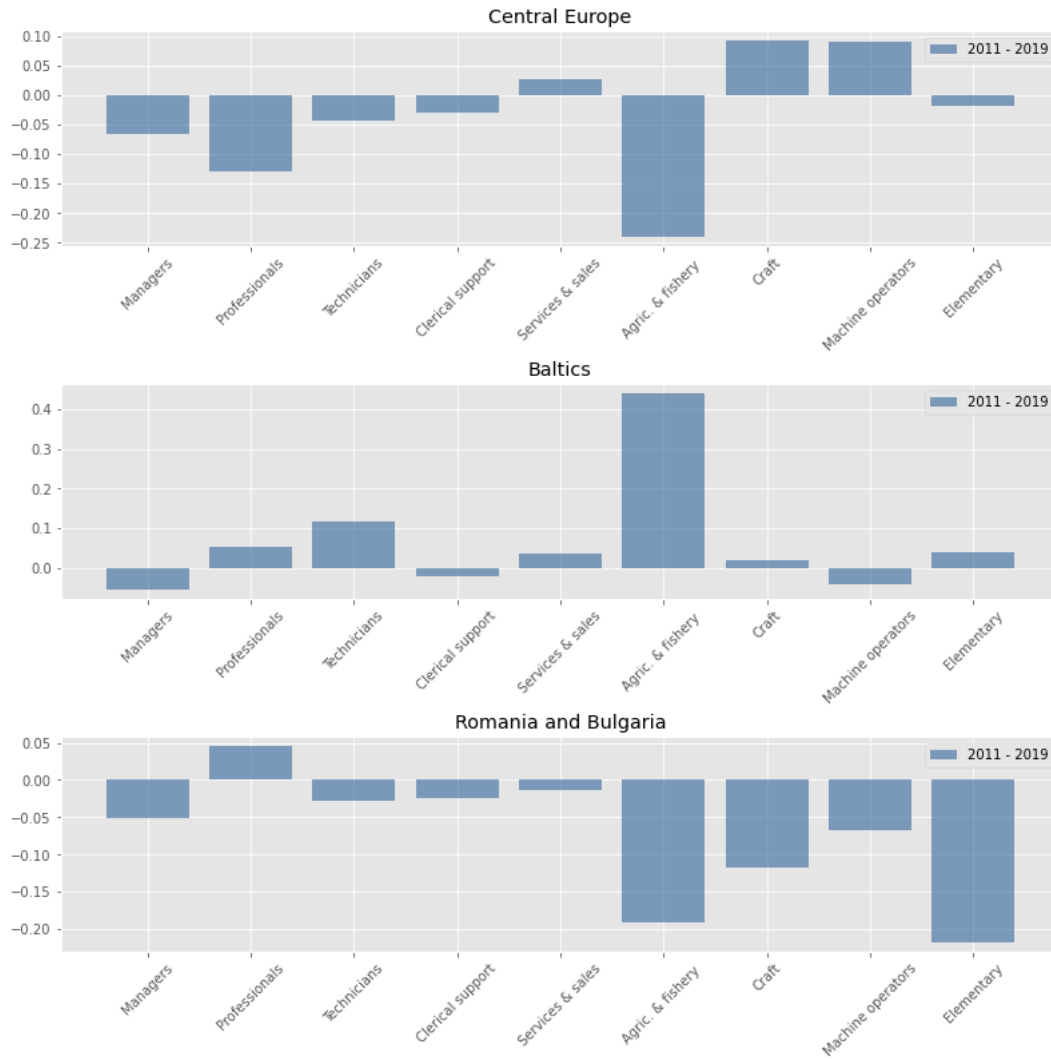 Central Europe
2011 - 2019
0.10
0.05
0.00
−0.05
−0.10
−0.15
−0.20
−0.25
Managers
Professionals
Technicians
Clerical support
Services & sales
Agric. & fishery
Craft
Machine operators
Elementary
Baltics
2011 - 2019
0.4
0.3
0.2
0.1
0.0
Managers
Professionals
Technicians
Clerical support
Services & sales
Agric. & fishery
Craft
Machine operators
Elementary
Romania and Bulgaria
2011 - 2019
0.05
0.00
−0.05
−0.10
−0.15
−0.20
Managers
Professionals
Technicians
Clerical support
Services & sales
Agric. & fishery
Craft
Machine operators
Elementary